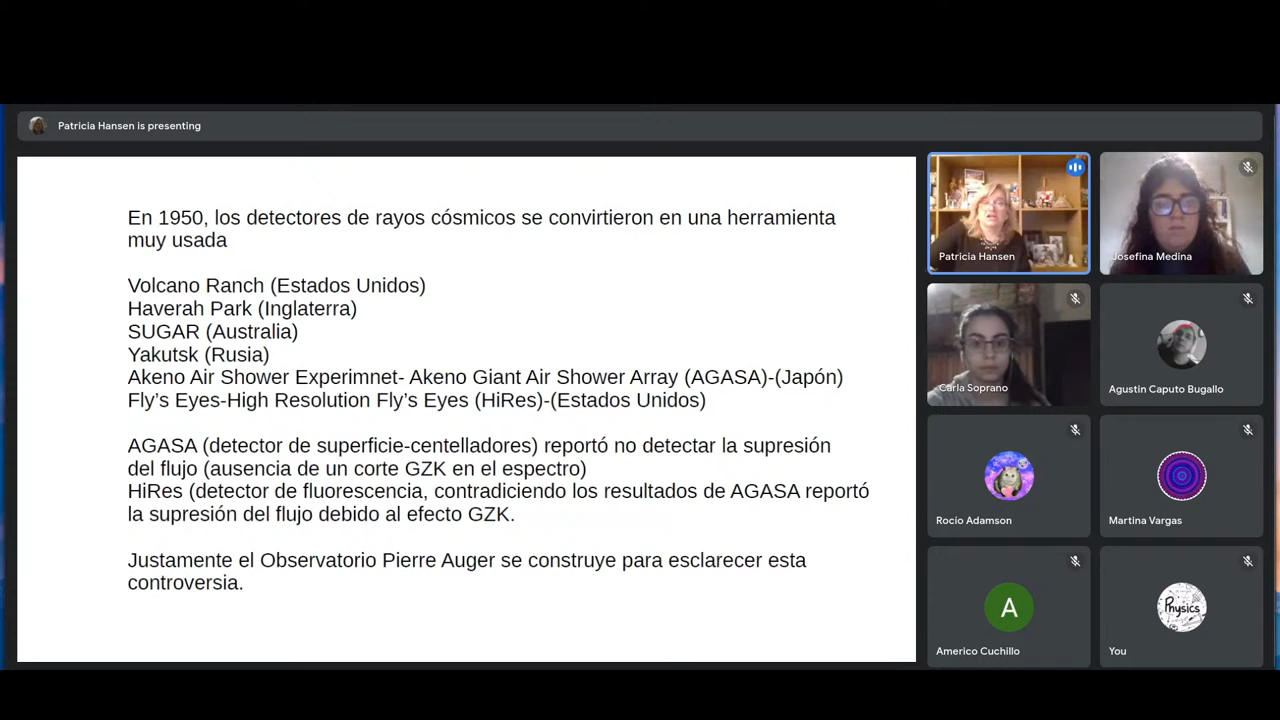 Patricia Hansen is presenting
En 1950, los detectores de rayos cósmicos se convirtieron en una herramienta
muy usada
Volcano Ranch (Estados Unidos)
Haverah Park (Inglaterra)
SUGAR (Australia)
Yakutsk (Rusia)
Akeno Air Shower Experimnet- Akeno Giant Air Shower Array (AGASA)-(Japón)
Fly's Eyes-High Resolution Fly's Eyes (HiRes)-(Estados Unidos)
AGASA (detector de superficie-centelladores) reportó no detectar la supresión
del flujo (ausencia de un corte GZK en el espectro)
HiRes (detector de fluorescencia, contradiciendo los resultados de AGASA reportó
la supresión del flujo debido al efecto GZK.
Justamente el Observatorio Pierre Auger se construye para esclarecer esta
controversia.
Patricia Hansen
Josefina Medina
Carla Soprano
Agustin Caputo Bugallo
Rocío Adamson
Martina Vargas
A
Americo Cuchillo
Physics
You